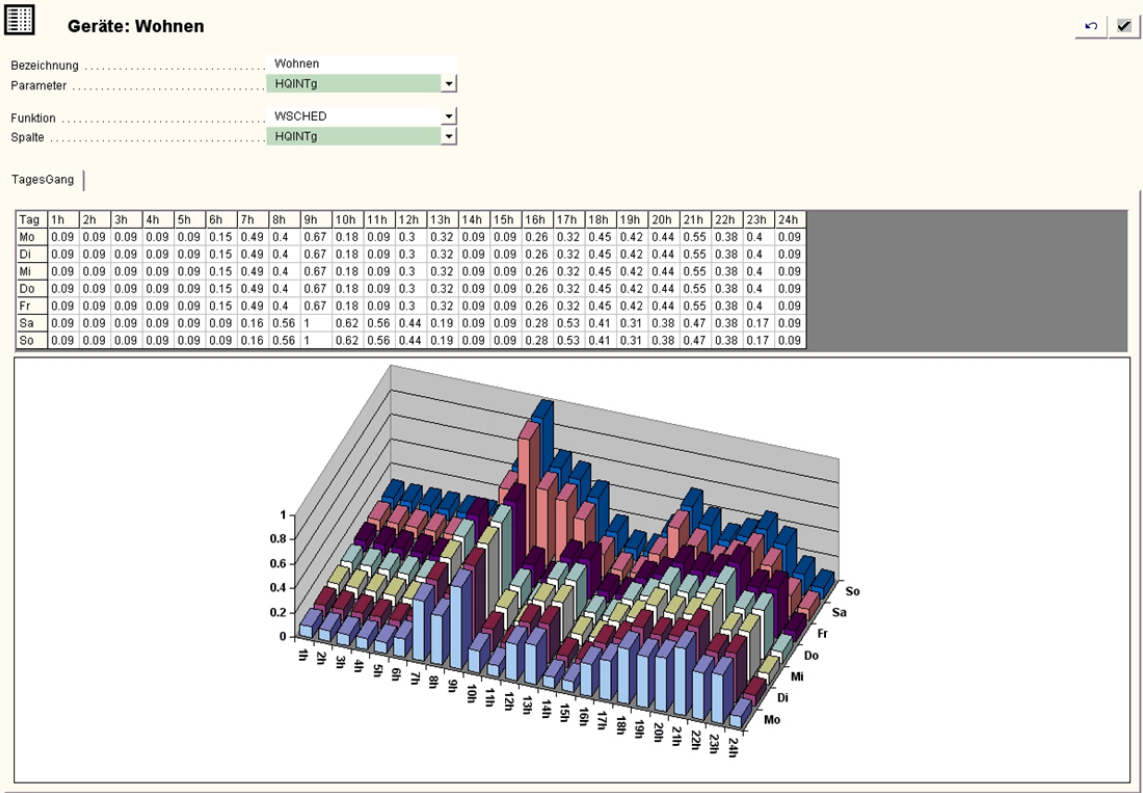 Geräte: Wohnen
Bezeichnung Wohnen
Parameter HQINTg
Funktion WSCHED
Spalte HQINTg
TagesGang
Tag 1h 2h 3h 4h 5h 6h 7h 8h 9h 10h 11h 12h 13h 14h 15h 16h 17h 18h 19h 20h 21h 22h 23h 24h
Mo 0.09 0.09 0.09 0.09 0.09 0.15 0.49 0.4 0.67 0.18 0.09 0.3 0.32 0.09 0.09 0.26 0.32 0.45 0.42 0.44 0.55 0.38 0.4 0.09
Di 0.09 0.09 0.09 0.09 0.09 0.15 0.49 0.4 0.67 0.18 0.09 0.3 0.32 0.09 0.09 0.26 0.32 0.45 0.42 0.44 0.55 0.38 0.4 0.09
Mi 0.09 0.09 0.09 0.09 0.09 0.15 0.49 0.4 0.67 0.18 0.09 0.3 0.32 0.09 0.09 0.26 0.32 0.45 0.42 0.44 0.55 0.38 0.4 0.09
Do 0.09 0.09 0.09 0.09 0.09 0.15 0.49 0.4 0.67 0.18 0.09 0.3 0.32 0.09 0.09 0.26 0.32 0.45 0.42 0.44 0.55 0.38 0.4 0.09
Fr 0.09 0.09 0.09 0.09 0.09 0.15 0.49 0.4 0.67 0.18 0.09 0.3 0.32 0.09 0.09 0.26 0.32 0.45 0.42 0.44 0.55 0.38 0.4 0.09
Sa 0.09 0.09 0.09 0.09 0.09 0.09 0.16 0.56 1 0.62 0.56 0.44 0.19 0.09 0.09 0.28 0.53 0.41 0.31 0.38 0.47 0.38 0.17 0.09
So 0.09 0.09 0.09 0.09 0.09 0.09 0.16 0.56 1 0.62 0.56 0.44 0.19 0.09 0.09 0.28 0.53 0.41 0.31 0.38 0.47 0.38 0.17 0.09
1
0.8
0.6
0.4
0.2
0
1h 2h 3h 4h 5h 6h 7h 8h 9h 10h 11h 12h 13h 14h 15h 16h 17h 18h 19h 20h 21h 22h 23h 24h
So
Sa
Fr
Do
Mi
Di
Mo